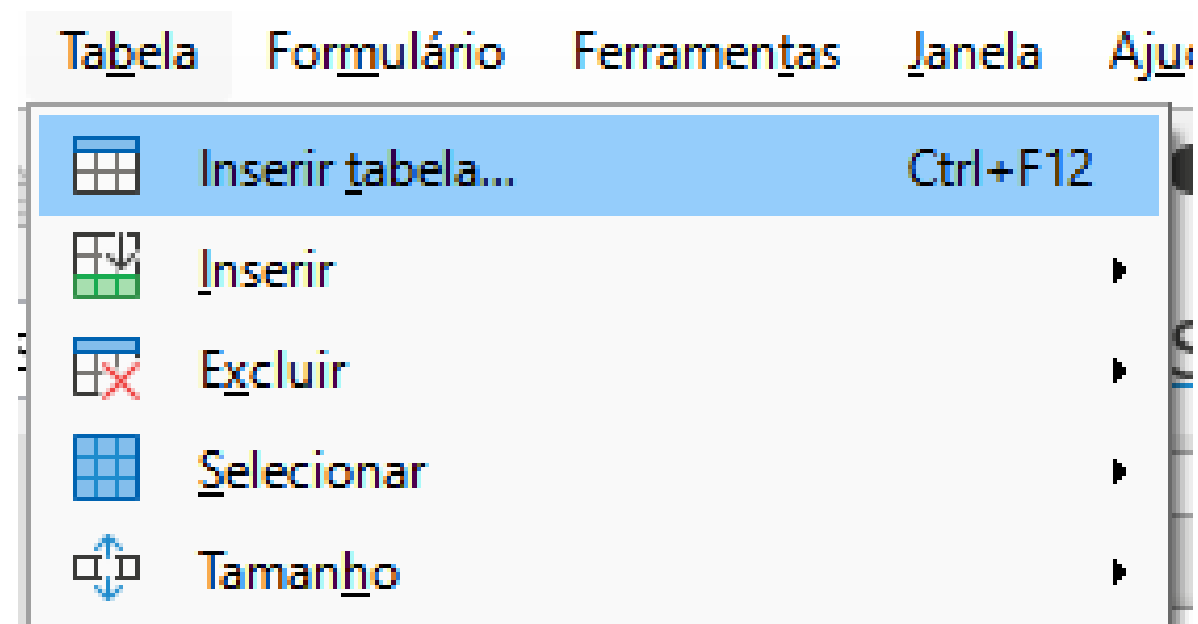 Tabela Formulário Ferramentas Janela
Inserir tabela... Ctrl+F12
Inserir
Excluir
Selecionar
Tamanho